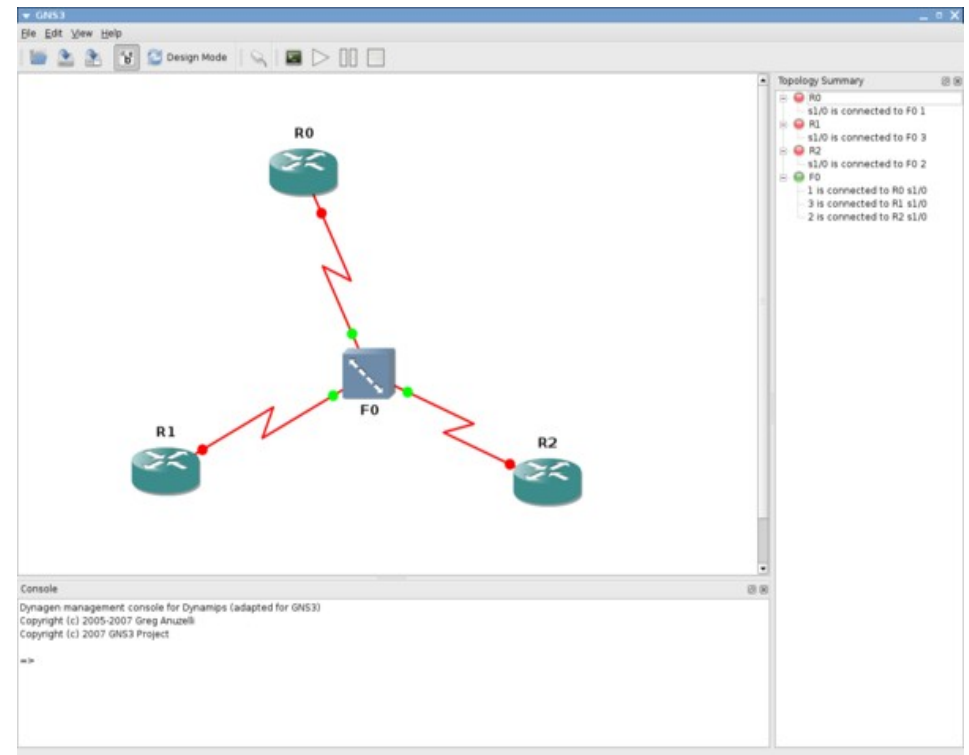 GNS3
File Edit View Help
Design Mode
R0
F0
R1
R2
Topology Summary
R0
s1/0 is connected to F0 1
R1
s1/0 is connected to F0 3
R2
s1/0 is connected to F0 2
F0
1 is connected to R0 s1/0
3 is connected to R1 s1/0
2 is connected to R2 s1/0
Console
Dynagen management console for Dynamips (adapted for GNS3)
Copyright (c) 2005-2007 Greg Anuzelli
Copyright (c) 2007 GNS3 Project
=>